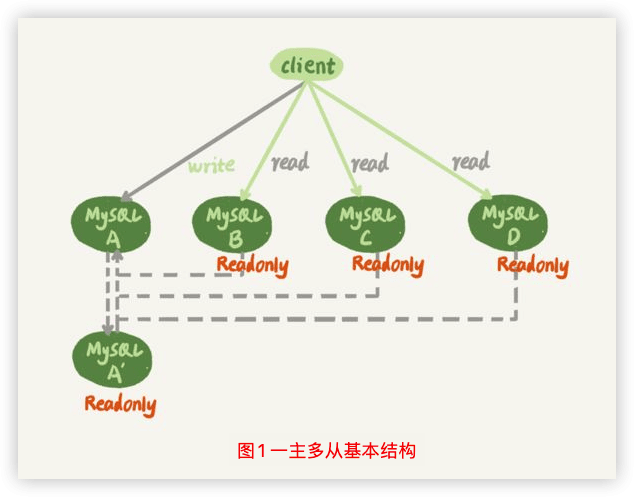 client
write
read
read
read
MySQL
A
MySQL
B
MySQL
C
MySQL
D
Readonly
Readonly
Readonly
MySQL
A'
Readonly
图1一主多从基本结构